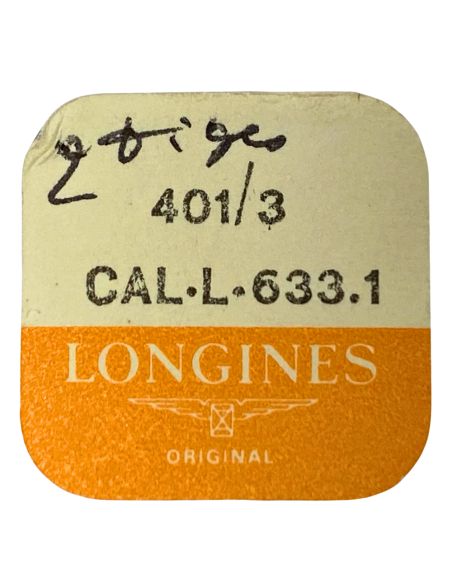 2 tiges
401/3
CAL·L·633.1
LONGINES
ORIGINAL